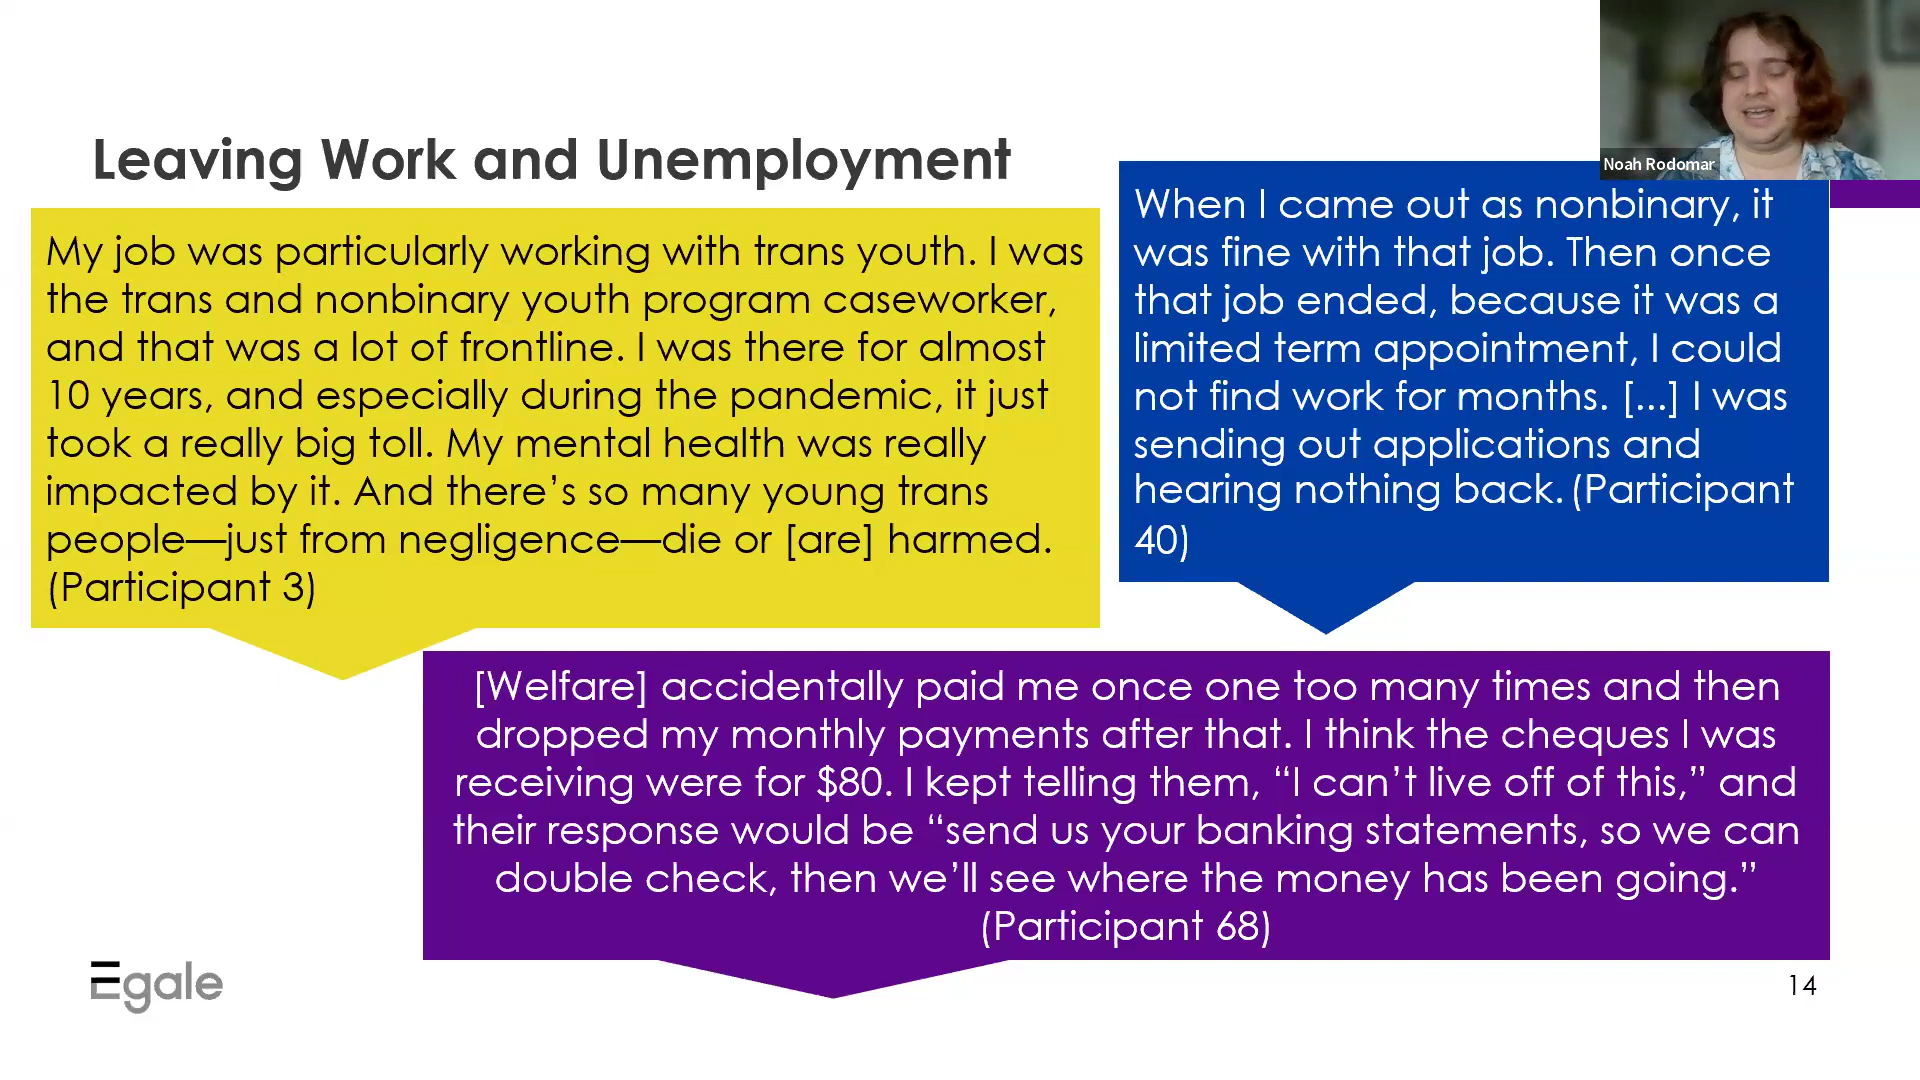 Noah Rodomar
Leaving Work and Unemployment
My job was particularly working with trans youth. I was
the trans and nonbinary youth program caseworker,
and that was a lot of frontline. I was there for almost
10 years, and especially during the pandemic, it just
took a really big toll. My mental health was really
impacted by it. And there’s so many young trans
people—just from negligence—die or [are] harmed.
(Participant 3)
When I came out as nonbinary, it
was fine with that job. Then once
that job ended, because it was a
limited term appointment, I could
not find work for months. [...] I was
sending out applications and
hearing nothing back. (Participant
40)
[Welfare] accidentally paid me once one too many times and then
dropped my monthly payments after that. I think the cheques I was
receiving were for $80. I kept telling them, “I can’t live off of this,” and
their response would be “send us your banking statements, so we can
double check, then we’ll see where the money has been going.”
(Participant 68)
Egale
14